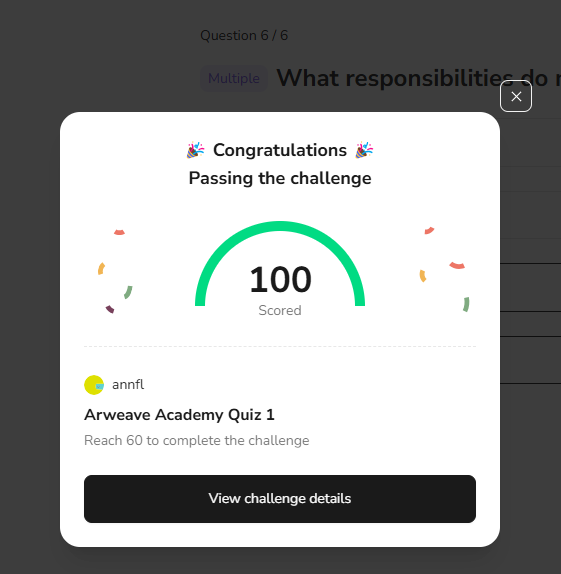 Question 6 / 6
Multiple What responsibilities do
Congratulations
Passing the challenge
100
Scored
annfl
Arweave Academy Quiz 1
Reach 60 to complete the challenge
View challenge details